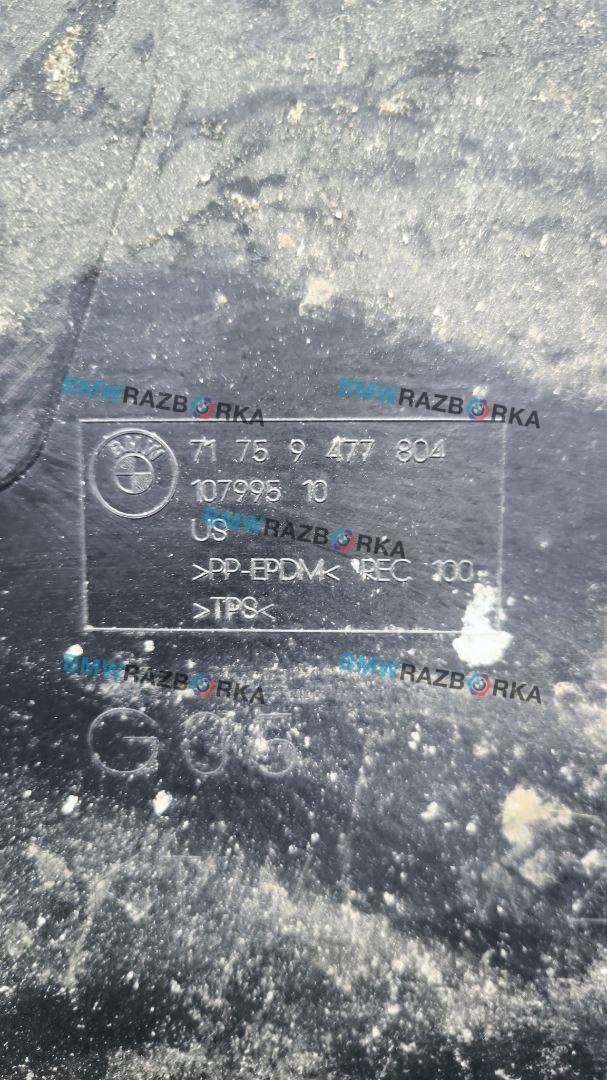 BMWRAZBORKA
BMWRAZBORKA
BMW
71 75 9 477 804
107995 10
US
BMWRAZBORKA
>PP-EPDM< REC 100
>TPS<
BMWRAZBORKA
BMWRAZBORKA
G05